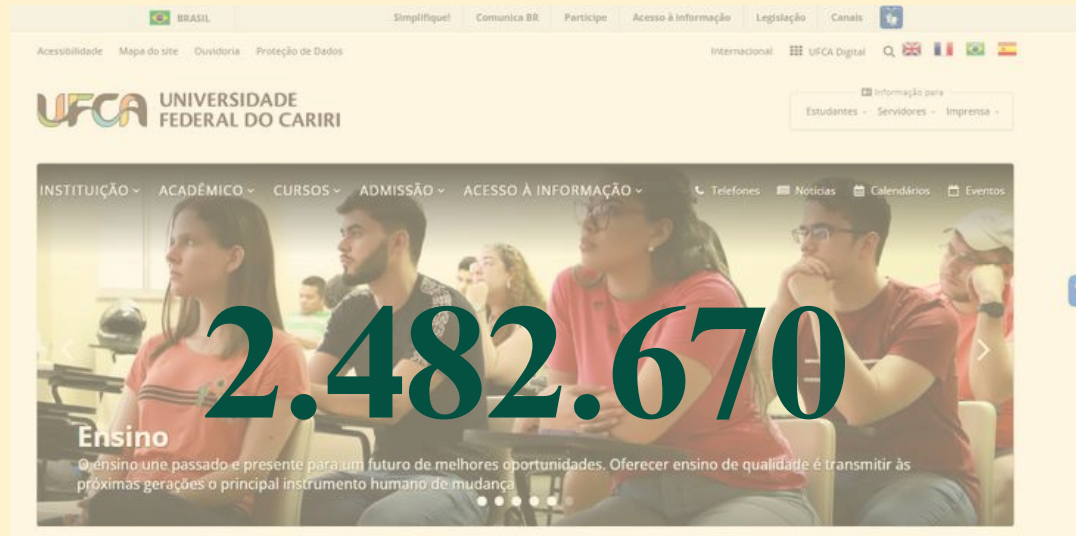 BRASIL Simplifique! Comunica BR Participe Acesso à informação Legislação Canais
Acessibilidade Mapa do site Ouvidoria Proteção de Dados Internacional UFCA Digital
UFCA UNIVERSIDADE
FEDERAL DO CARIRI
Informação para
Estudantes Servidores Imprensa
INSTITUIÇÃO ACADÊMICO CURSOS ADMISSÃO ACESSO À INFORMAÇÃO Telefones Notícias Calendários Eventos
2.482.670
Ensino
O ensino une passado e presente para um futuro de melhores oportunidades. Oferecer ensino de qualidade é transmitir às
próximas gerações o principal instrumento humano de mudança